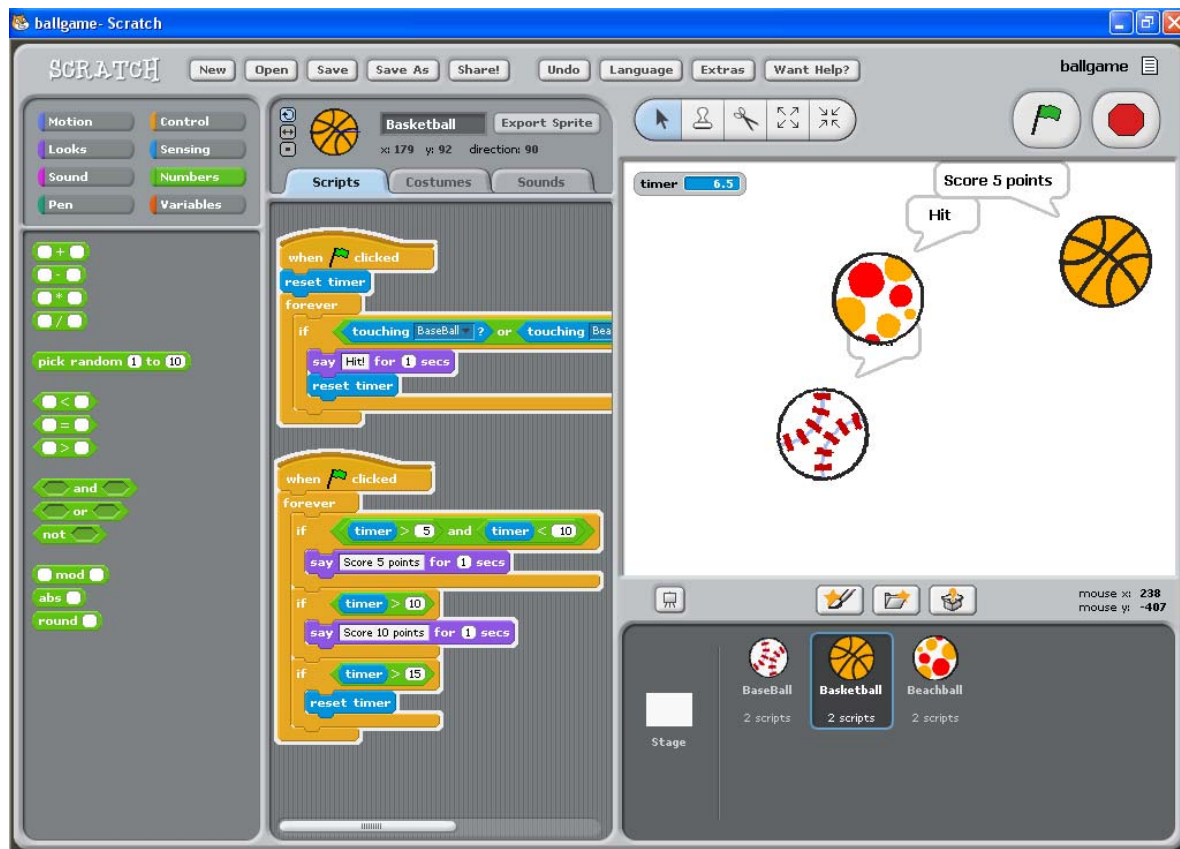 ballgame- Scratch
SCRATCH New Open Save Save As Share! Undo Language Extras Want Help? ballgame
Motion Control
Looks Sensing
Sound Numbers
Pen Variables
+
-
*
/
pick random 1 to 10
<
=
>
and
or
not
mod
abs
round
Basketball Export Sprite
x: 179 y: 92 direction: 90
Scripts Costumes Sounds
when clicked
reset timer
forever
if touching BaseBall ? or touching Bea
say Hit! for 1 secs
reset timer
when clicked
forever
if timer > 5 and timer < 10
say Score 5 points for 1 secs
if timer > 10
say Score 10 points for 1 secs
if timer > 15
reset timer
timer 6.5
Score 5 points
Hit
mouse x: 238
mouse y: -407
Stage
BaseBall
2 scripts
Basketball
2 scripts
Beachball
2 scripts